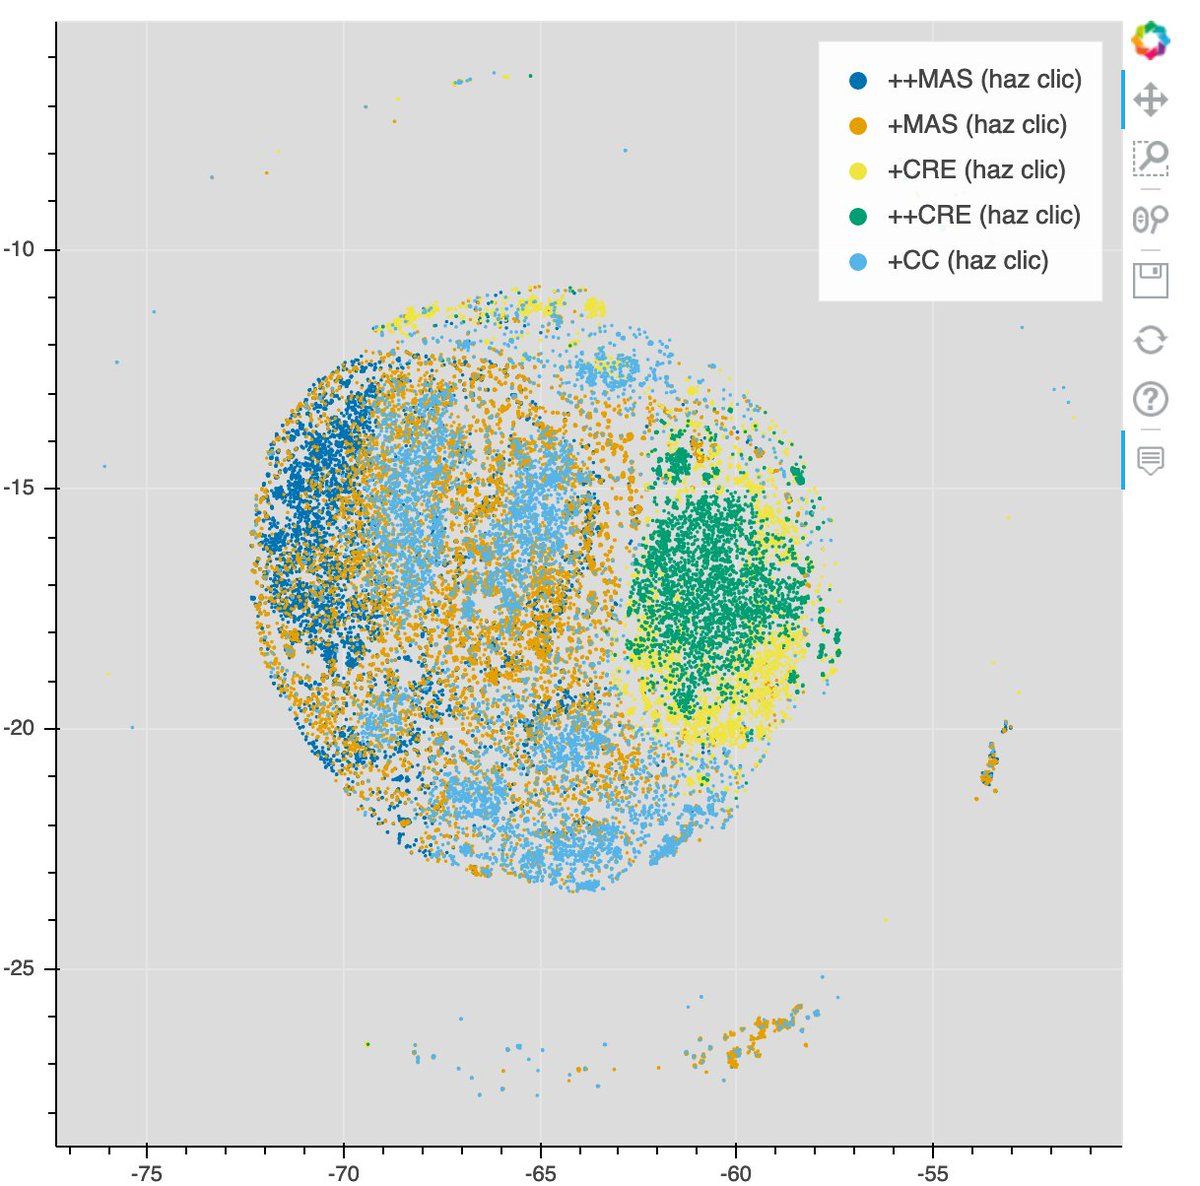 ++MAS (haz clic)
+MAS (haz clic)
+CRE (haz clic)
++CRE (haz clic)
+CC (haz clic)
-10
-15
-20
-25
-75
-70
-65
-60
-55